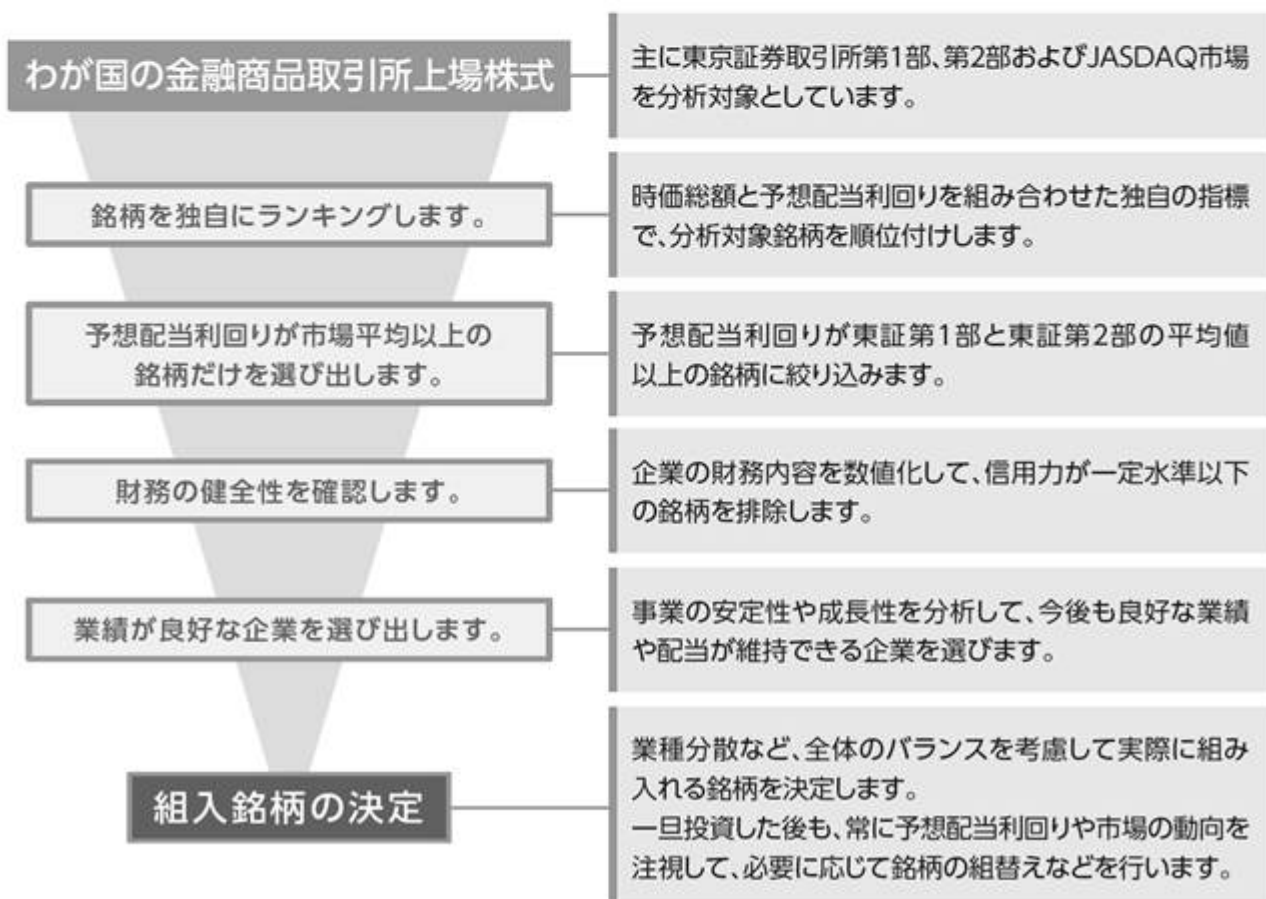 わが国の金融商品取引所上場株式
主に東京証券取引所第1部、第2部およびJASDAQ市場
を分析対象としています。
銘柄を独自にランキングします。
時価総額と予想配当利回りを組み合わせた独自の指標
で、分析対象銘柄を順位付けします。
予想配当利回りが市場平均以上の
銘柄だけを選び出します。
予想配当利回りが東証第1部と東証第2部の平均値
以上の銘柄に絞り込みます。
財務の健全性を確認します。
企業の財務内容を数値化して、信用力が一定水準以下
の銘柄を排除します。
業績が良好な企業を選び出します。
事業の安定性や成長性を分析して、今後も良好な業績
や配当が維持できる企業を選びます。
組入銘柄の決定
業種分散など、全体のバランスを考慮して実際に組み
入れる銘柄を決定します。
一旦投資した後も、常に予想配当利回りや市場の動向を
注視して、必要に応じて銘柄の組替えなどを行います。